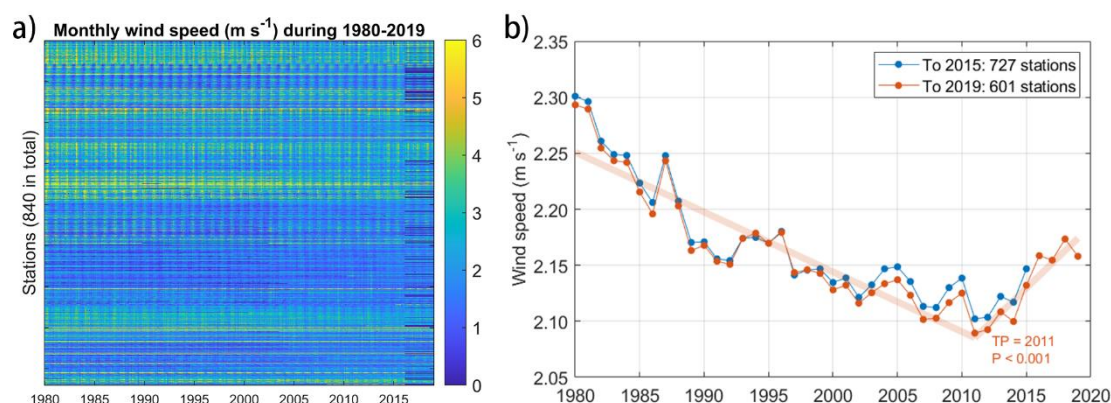 a)
Monthly wind speed (m s⁻¹) during 1980-2019
Stations (840 in total)
1980 1985 1990 1995 2000 2005 2010 2015
6
5
4
3
2
1
0
b)
Wind speed (m s⁻¹)
2.35
2.30
2.25
2.20
2.15
2.10
2.05
To 2015: 727 stations
To 2019: 601 stations
TP = 2011
P < 0.001
1980 1985 1990 1995 2000 2005 2010 2015 2020